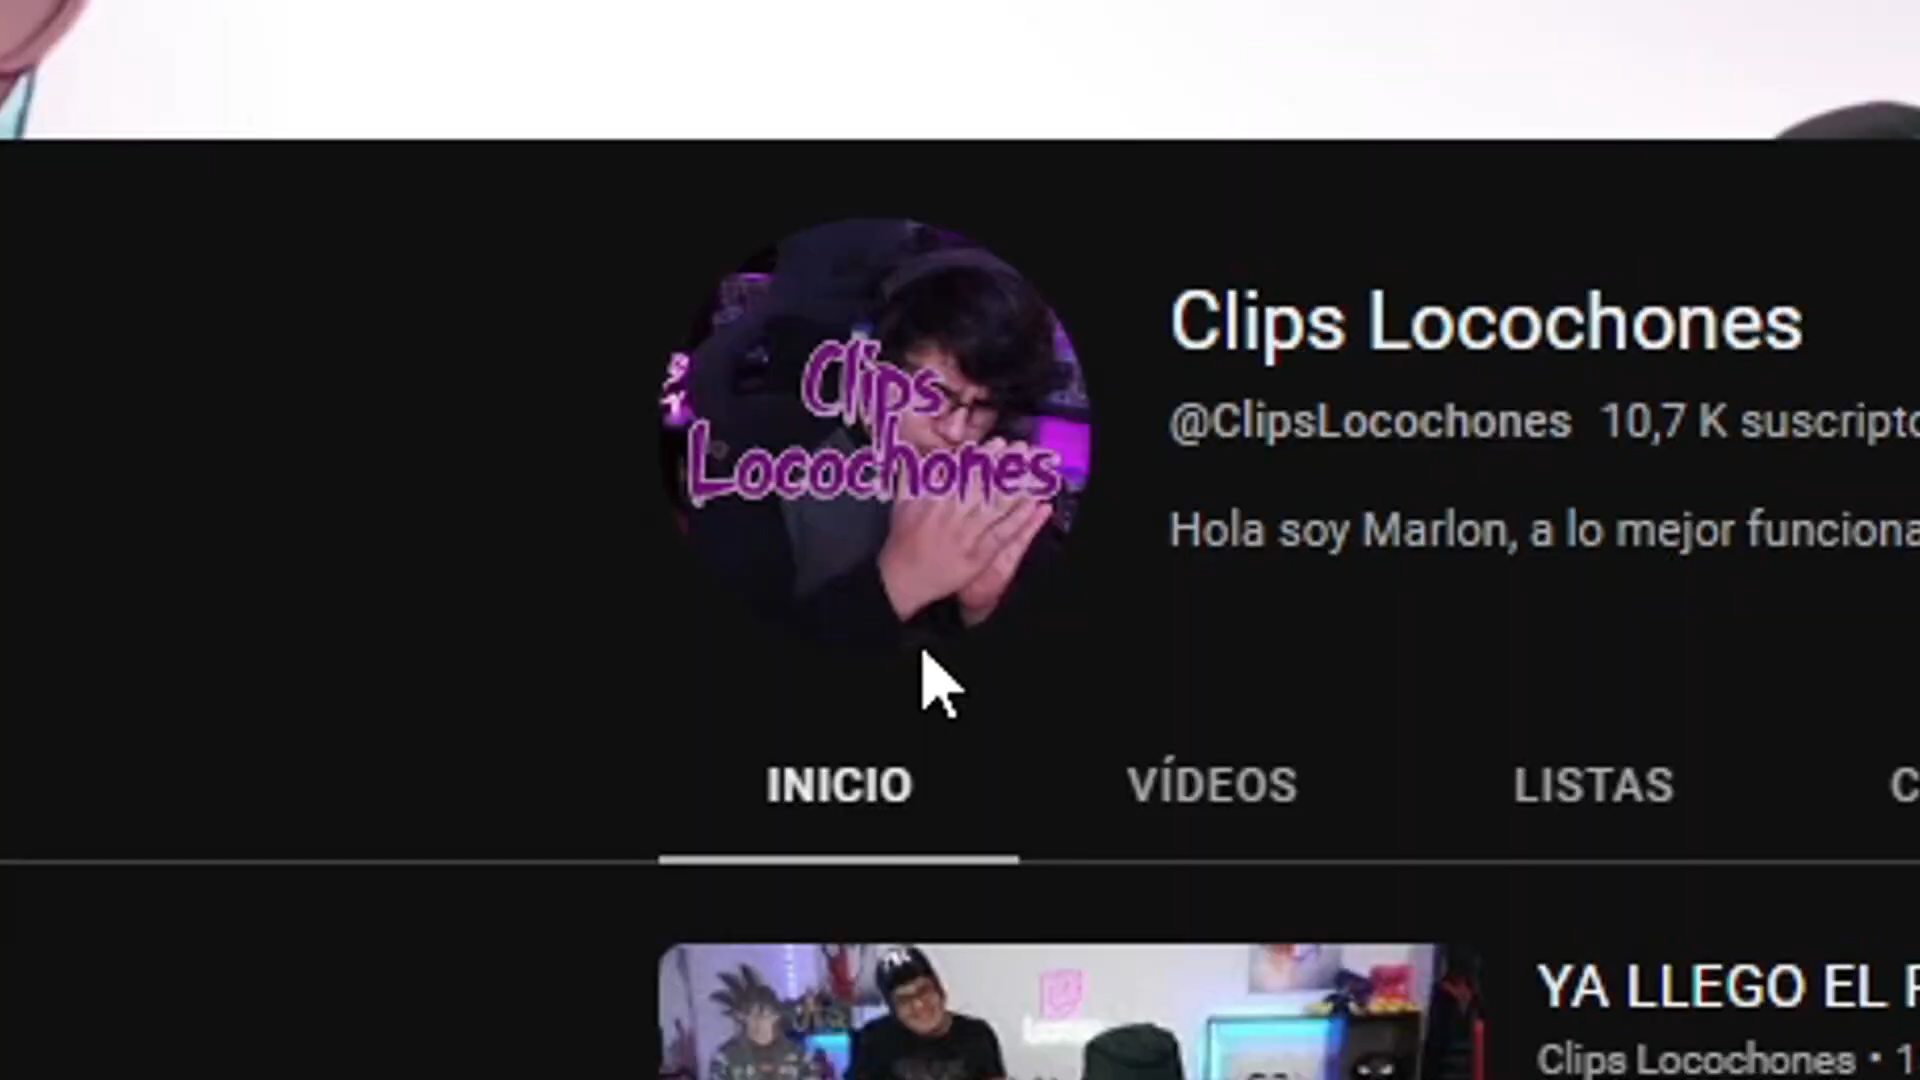 Clips Locochones
@ClipsLocochones 10,7 K suscripto
Hola soy Marlon, a lo mejor funciona
Clips
Locochones
INICIO VÍDEOS LISTAS C
YA LLEGO EL
Clips Locochones • 1